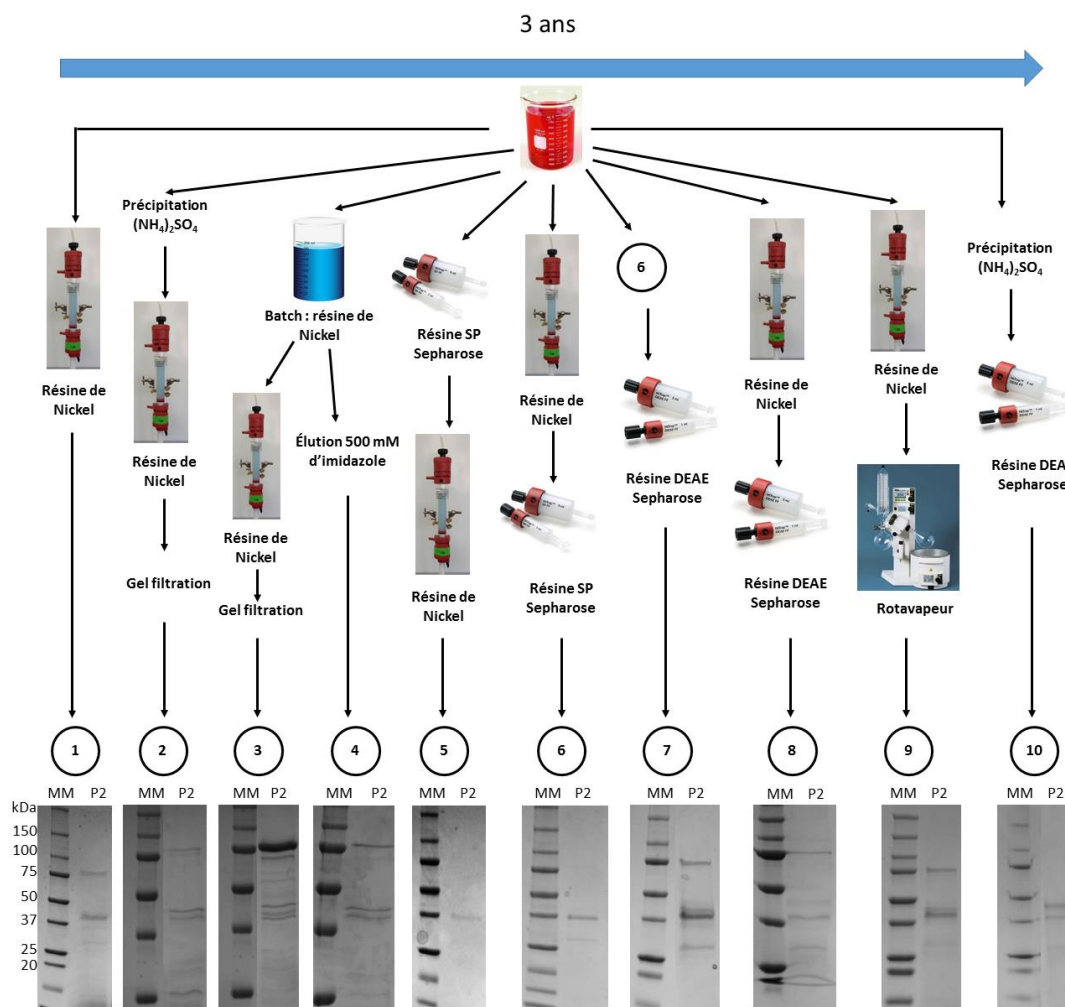 3 ans
Précipitation
(NH₄)₂SO₄
Résine de
Nickel
Résine de
Nickel
Gel filtration
Batch : résine de
Nickel
Résine de
Nickel
Gel filtration
Élution 500 mM
d'imidazole
Résine SP
Sepharose
Résine de
Nickel
Résine de
Nickel
Résine SP
Sepharose
6
Résine DEAE
Sepharose
Résine de
Nickel
Résine DEAE
Sepharose
Résine de
Nickel
Rotavapeur
Précipitation
(NH₄)₂SO₄
Résine DEA
Sepharose
1 2 3 4 5 6 7 8 9 10
MM P2 MM P2 MM P2 MM P2 MM P2 MM P2 MM P2 MM P2 MM P2 MM P2
kDa
150
100
75
50
37
25
20